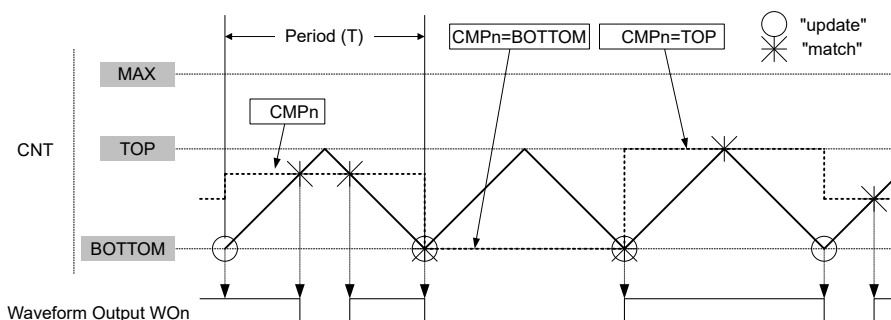 Period (T)
CMPn=BOTTOM
CMPn=TOP
"update"
"match"
MAX
CMPn
CNT
TOP
BOTTOM
Waveform Output WOn